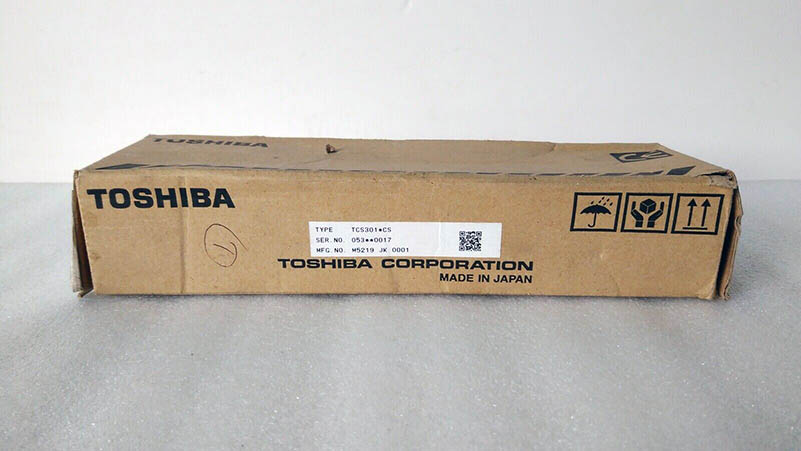 TOSHIBA
TOSHIBA
TYPE TCS301*CS
SER.NO. 053**0017
MFG.NO. M5219 JK 0001
TOSHIBA CORPORATION
MADE IN JAPAN